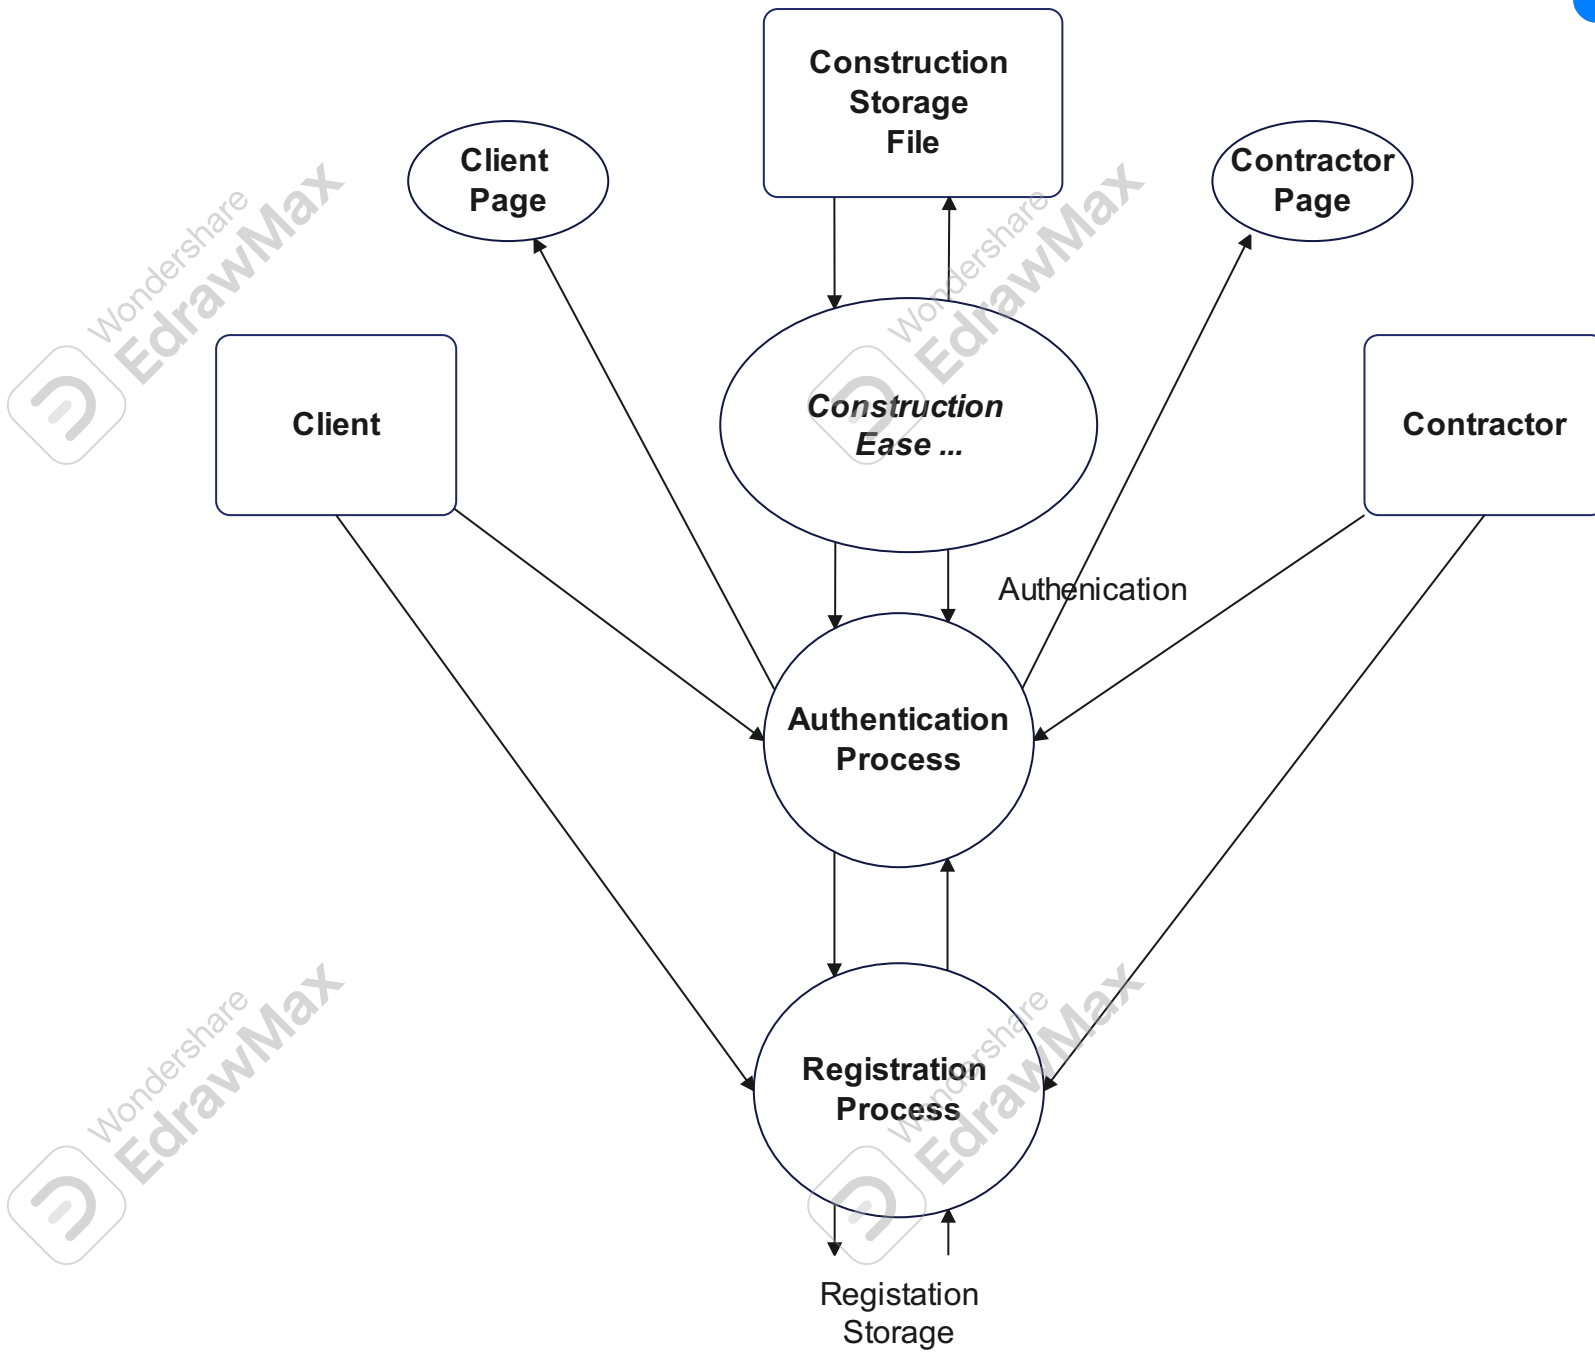 Construction
Storage
File
Client
Page
Contractor
Page
Wondershare
EdrawMax
Wondershare
EdrawMax
Client
Construction
Ease ...
Contractor
Authenication
Authentication
Process
Wondershare
EdrawMax
Wondershare
EdrawMax
Registration
Process
Registation
Storage